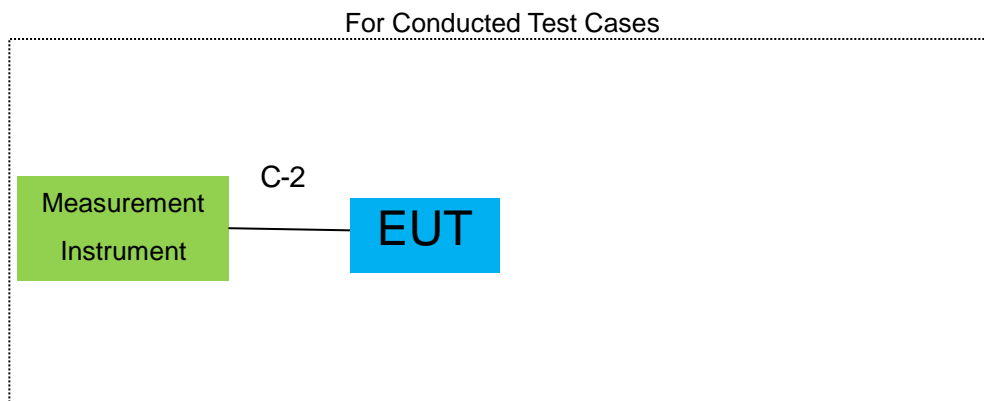 For Conducted Test Cases
C-2
Measurement
Instrument
EUT